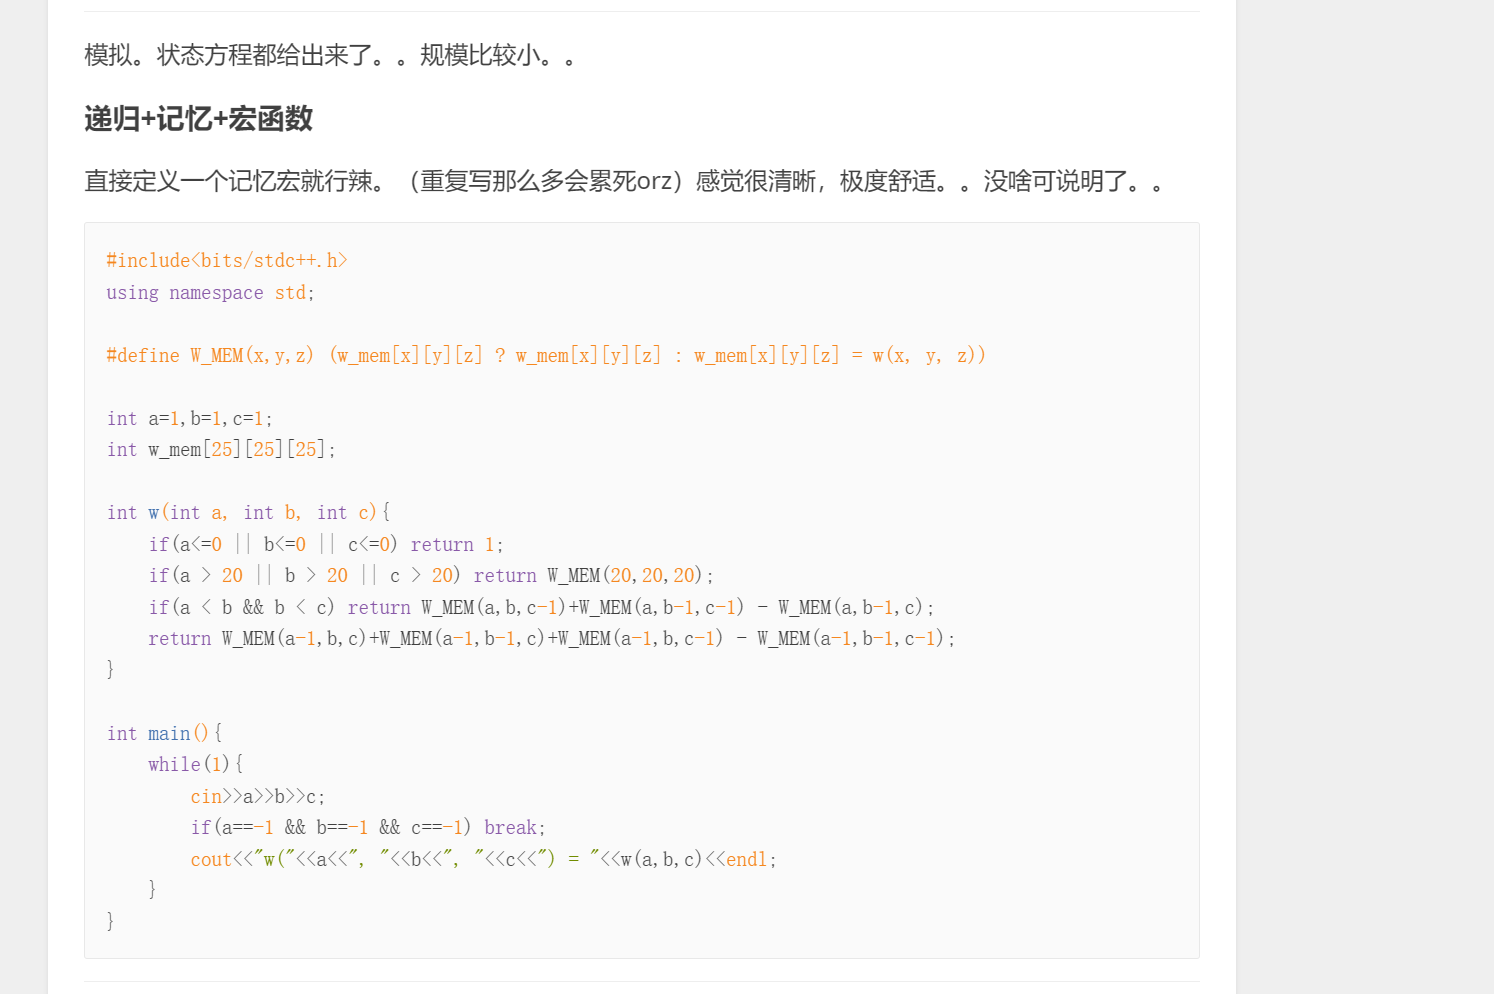 模拟。状态方程都给出来了。。规模比较小。。
递归+记忆+宏函数
直接定义一个记忆宏就行辣。（重复写那么多会累死orz）感觉很清晰，极度舒适。。没啥可说明了。。
#include<bits/stdc++.h>
using namespace std;
#define W_MEM(x,y,z) (w_mem[x][y][z] ? w_mem[x][y][z] : w_mem[x][y][z] = w(x, y, z))
int a=1,b=1,c=1;
int w_mem[25][25][25];
int w(int a, int b, int c){
    if(a<=0 || b<=0 || c<=0) return 1;
    if(a > 20 || b > 20 || c > 20) return W_MEM(20,20,20);
    if(a < b && b < c) return W_MEM(a,b,c-1)+W_MEM(a,b-1,c-1) - W_MEM(a,b-1,c);
    return W_MEM(a-1,b,c)+W_MEM(a-1,b-1,c)+W_MEM(a-1,b,c-1) - W_MEM(a-1,b-1,c-1);
}
int main(){
    while(1){
        cin>>a>>b>>c;
        if(a==-1 && b==-1 && c==-1) break;
        cout<<"w("<<a<<", "<<b<<", "<<c<<") = "<<w(a,b,c)<<endl;
    }
}